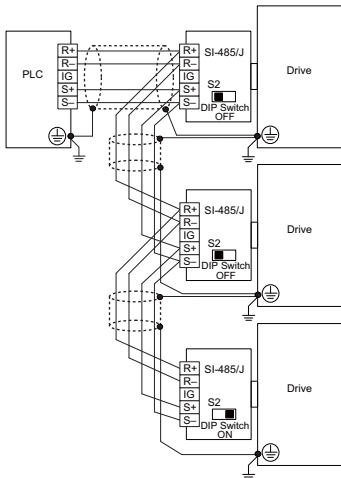 PLC
R+
R–
IG
S+
S–
R+
R–
IG
S+
S–
SI-485/J
S2
DIP Switch
OFF
Drive
R+
R–
IG
S+
S–
SI-485/J
S2
DIP Switch
OFF
Drive
R+
R–
IG
S+
S–
SI-485/J
S2
DIP Switch
ON
Drive